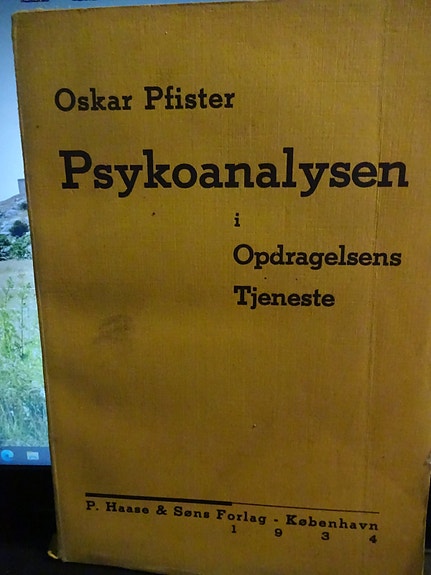 Oskar Pfister
Psykoanalysen
i
Opdragelsens
Tjeneste
P. Haase & Søns Forlag - København
1 9 3 4